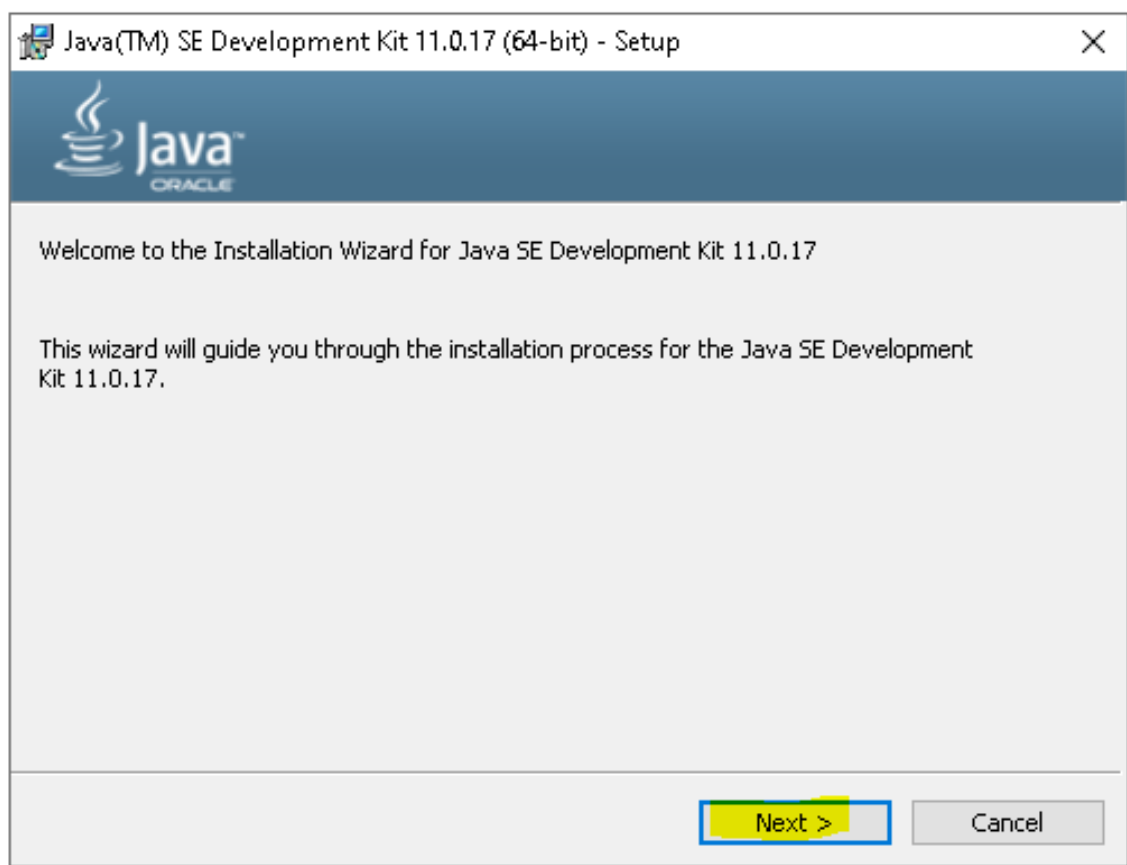 Java(TM) SE Development Kit 11.0.17 (64-bit) - Setup
Java™
ORACLE
Welcome to the Installation Wizard for Java SE Development Kit 11.0.17
This wizard will guide you through the installation process for the Java SE Development
Kit 11.0.17.
Next >
Cancel